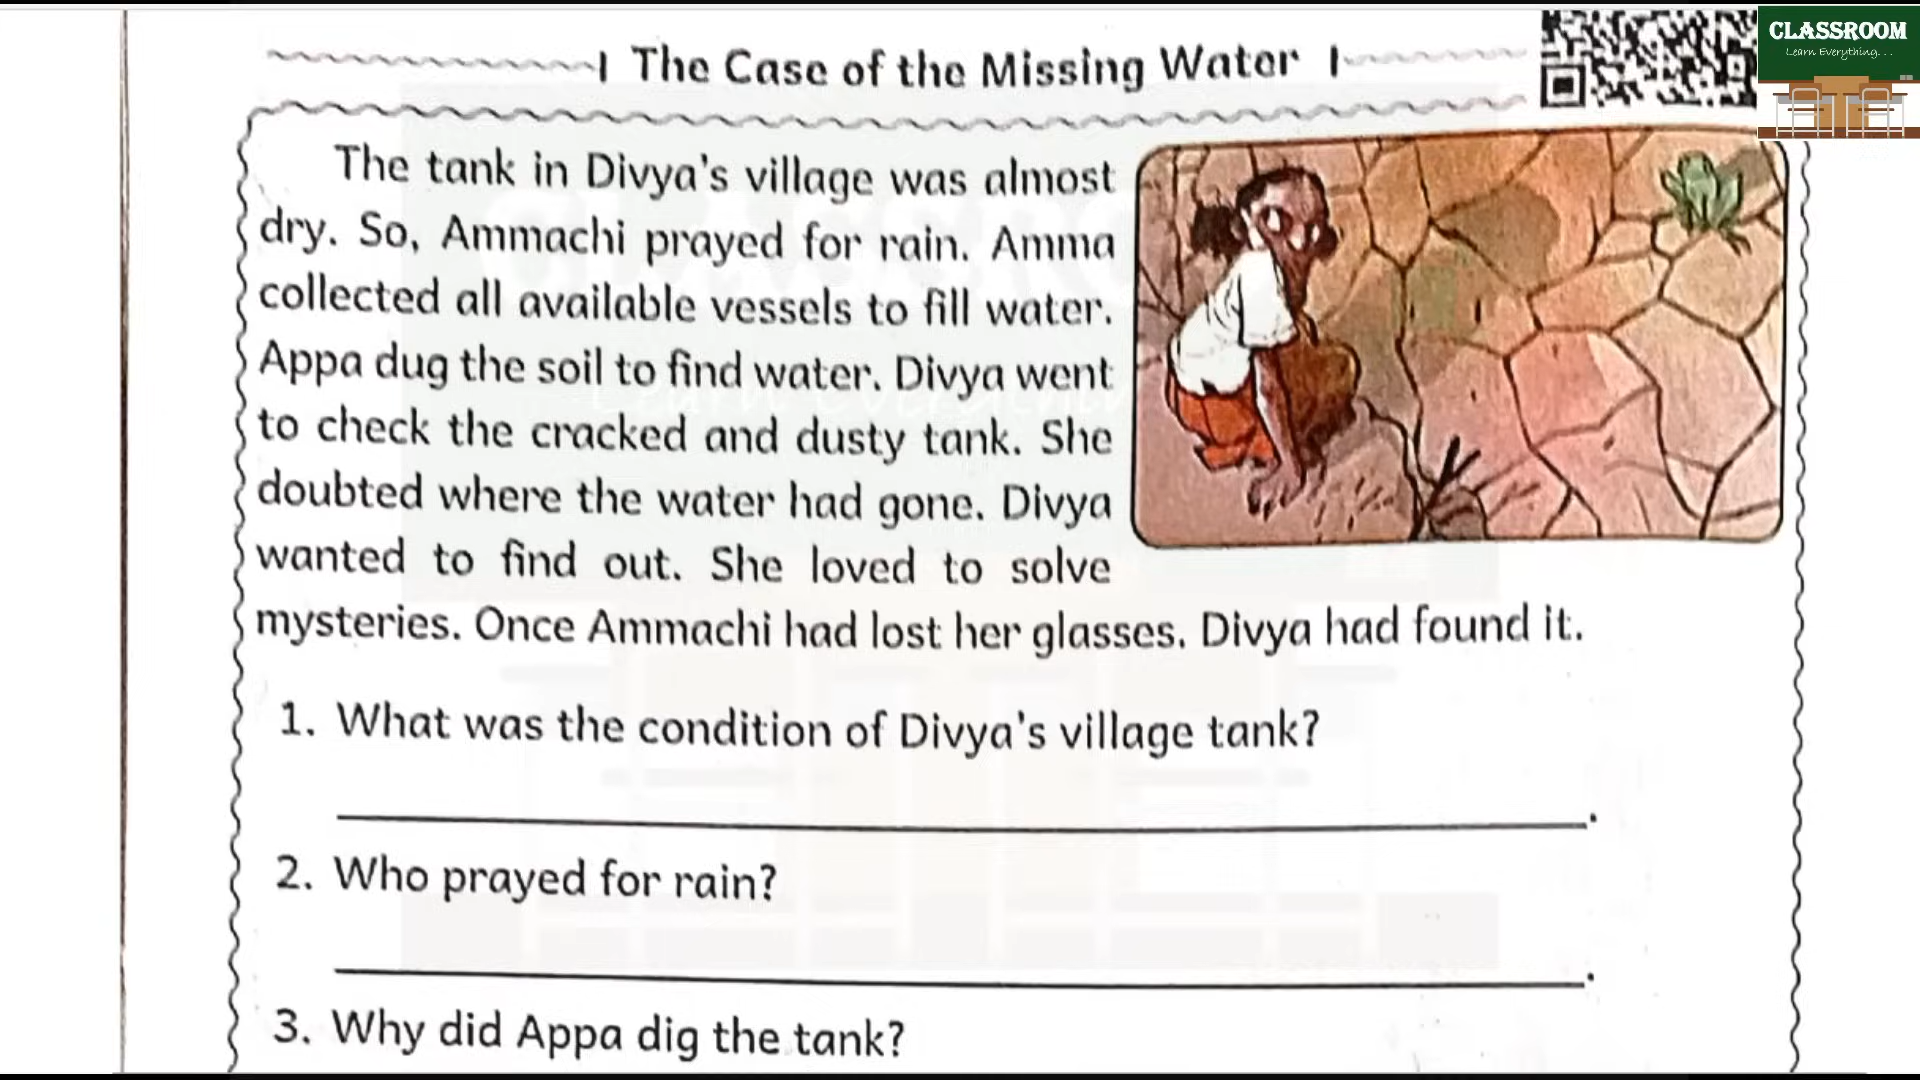 The Case of the Missing Water
CLASSROOM
Learn Everything...
The tank in Divya's village was almost
dry. So, Ammachi prayed for rain. Amma
collected all available vessels to fill water.
Appa dug the soil to find water. Divya went
to check the cracked and dusty tank. She
doubted where the water had gone. Divya
wanted to find out. She loved to solve
mysteries. Once Ammachi had lost her glasses. Divya had found it.
1. What was the condition of Divya's village tank?
2. Who prayed for rain?
3. Why did Appa dig the tank?